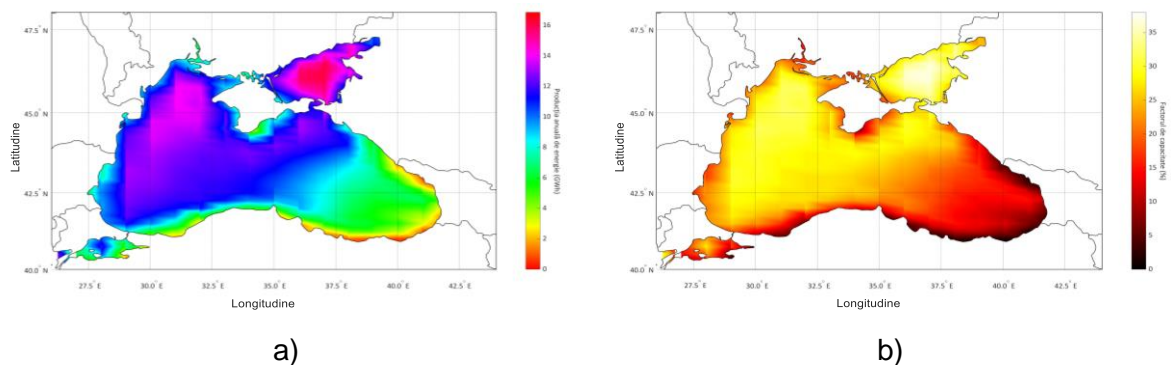 47.5° N
45.0° N
42.5° N
40.0° N
Latitudine
27.5° E 30.0° E 32.5° E 35.0° E 37.5° E 40.0° E 42.5° E
Longitudine
16
14
12
10
8
6
4
2
0
Producția anuală de energie (GWh)
a)
47.5° N
45.0° N
42.5° N
40.0° N
Latitudine
27.5° E 30.0° E 32.5° E 35.0° E 37.5° E 40.0° E 42.5° E
Longitudine
35
30
25
20
15
10
5
0
Factorul de capacitate (%)
b)